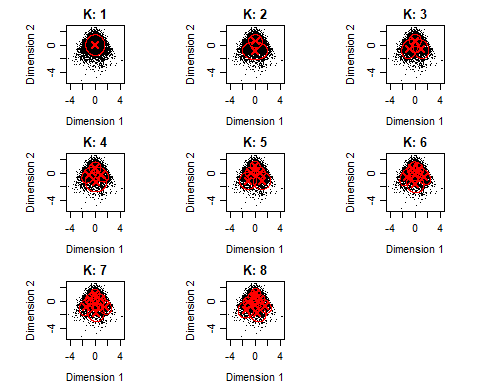 K: 1
K: 2
K: 3
Dimension 2
0
-4
Dimension 2
0
-4
Dimension 2
0
-4
-4 0 4
-4 0 4
-4 0 4
Dimension 1
Dimension 1
Dimension 1
K: 4
K: 5
K: 6
Dimension 2
0
-4
Dimension 2
0
-4
Dimension 2
0
-4
-4 0 4
-4 0 4
-4 0 4
Dimension 1
Dimension 1
Dimension 1
K: 7
K: 8
Dimension 2
0
-4
Dimension 2
0
-4
-4 0 4
-4 0 4
Dimension 1
Dimension 1